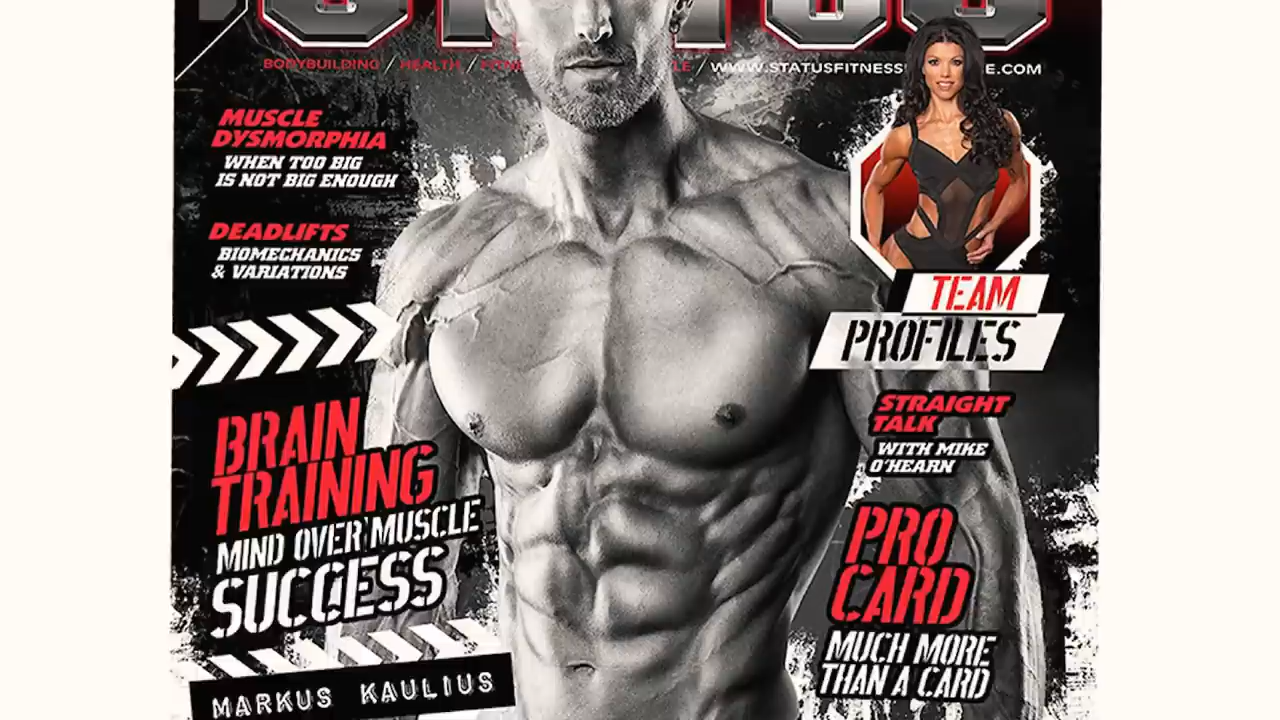 STATUS
BODYBUILDING / HEALTH /
WWW.STATUSFITNESS
E.COM
MUSCLE
DYSMORPHIA
WHEN TOO BIG
IS NOT BIG ENOUGH
DEADLIFTS
BIOMECHANICS
& VARIATIONS
BRAIN
TRAINING
MIND OVER MUSCLE
SUCCESS
MARKUS KAULIUS
TEAM
PROFILES
STRAIGHT
TALK
WITH MIKE
O'HEARN
PRO
CARD
MUCH MORE
THAN A CARD